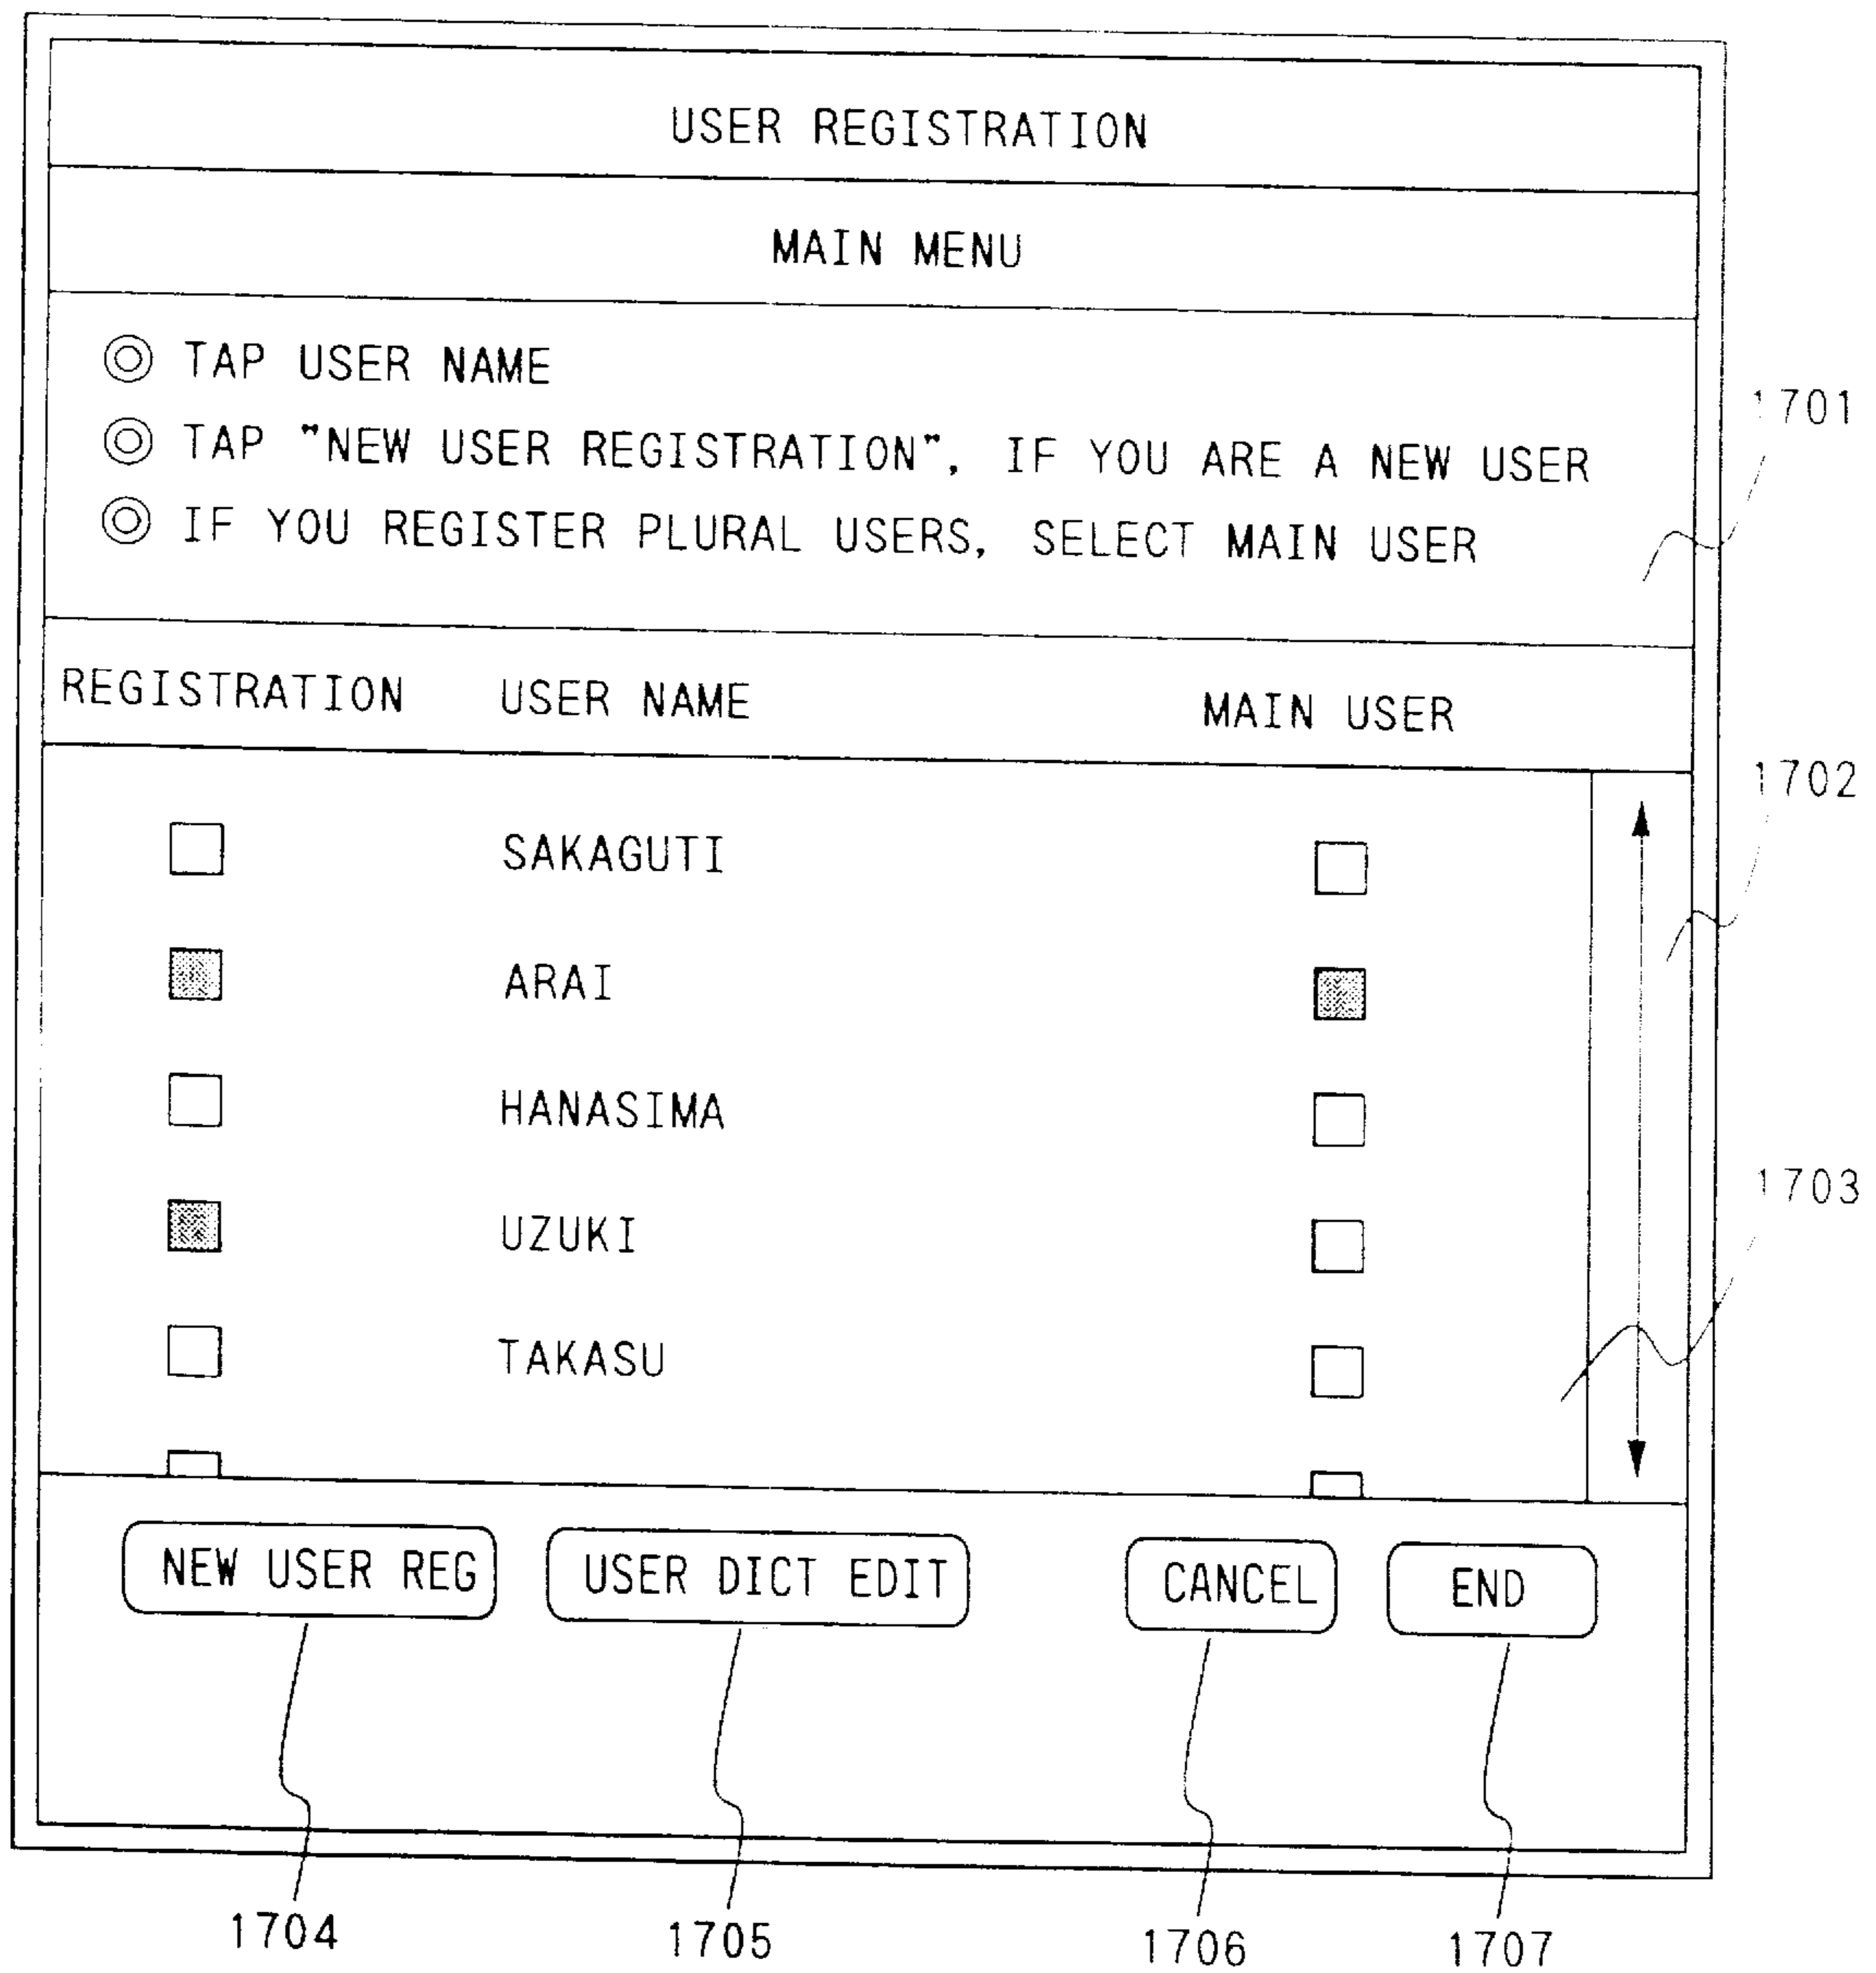 USER REGISTRATION
MAIN MENU
◎ TAP USER NAME
◎ TAP "NEW USER REGISTRATION", IF YOU ARE A NEW USER
◎ IF YOU REGISTER PLURAL USERS, SELECT MAIN USER
1701
REGISTRATION USER NAME MAIN USER
1702
SAKAGUTI
ARAI
HANASIMA
1703
UZUKI
TAKASU
NEW USER REG USER DICT EDIT CANCEL END
1704 1705 1706 1707